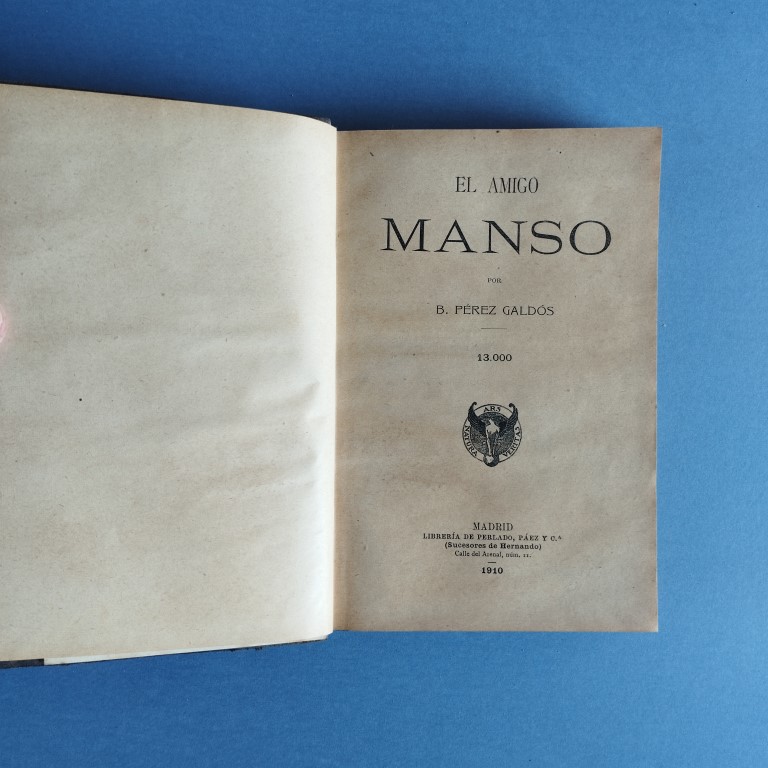 EL AMIGO
MANSO
POR
B. PÉREZ GALDÓS
13.000
ARS
NATURA
VERITAS
MADRID
LIBRERÍA DE PERLADO, PÁEZ Y C.ª
(Sucesores de Hernando)
Calle del Arenal, núm. 11.
1910